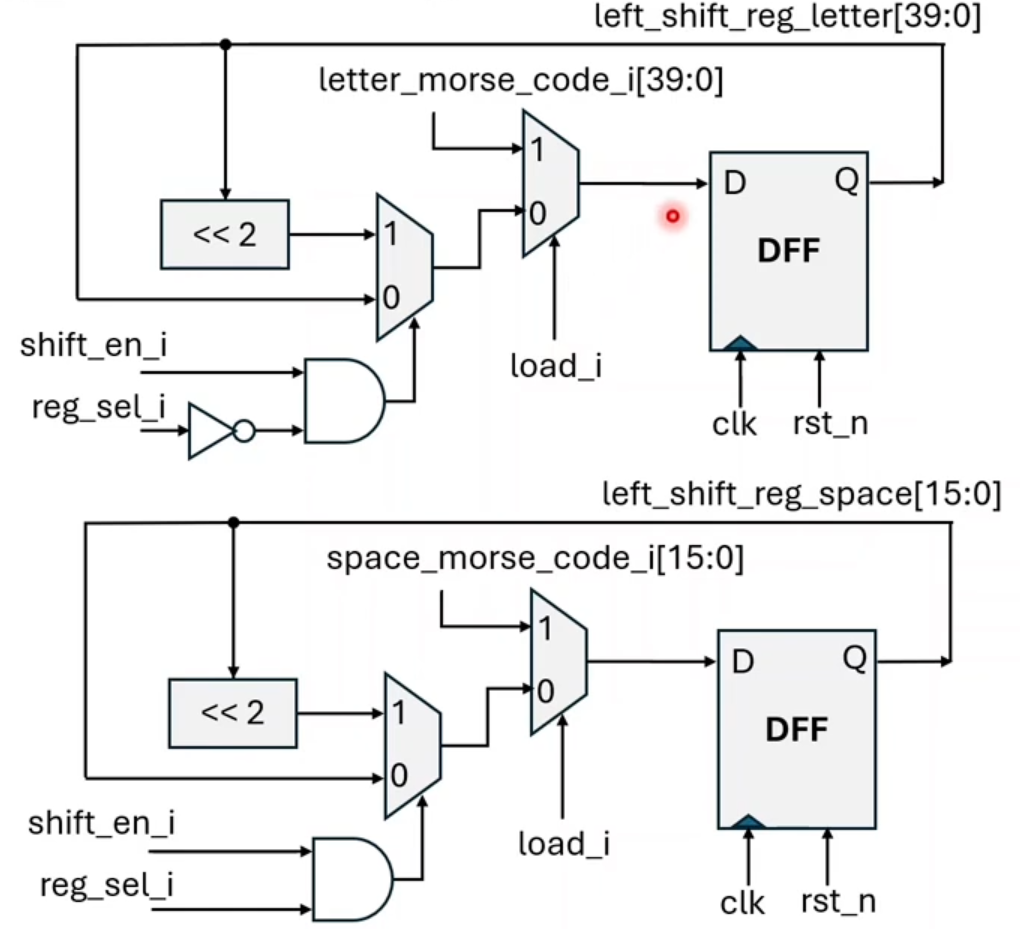 left_shift_reg_letter[39:0]
letter_morse_code_i[39:0]
1
D Q
<< 2
1
0
DFF
0
shift_en_i
load_i
reg_sel_i
clk rst_n
left_shift_reg_space[15:0]
space_morse_code_i[15:0]
1
D Q
<< 2
1
0
DFF
0
shift_en_i
load_i
reg_sel_i
clk rst_n